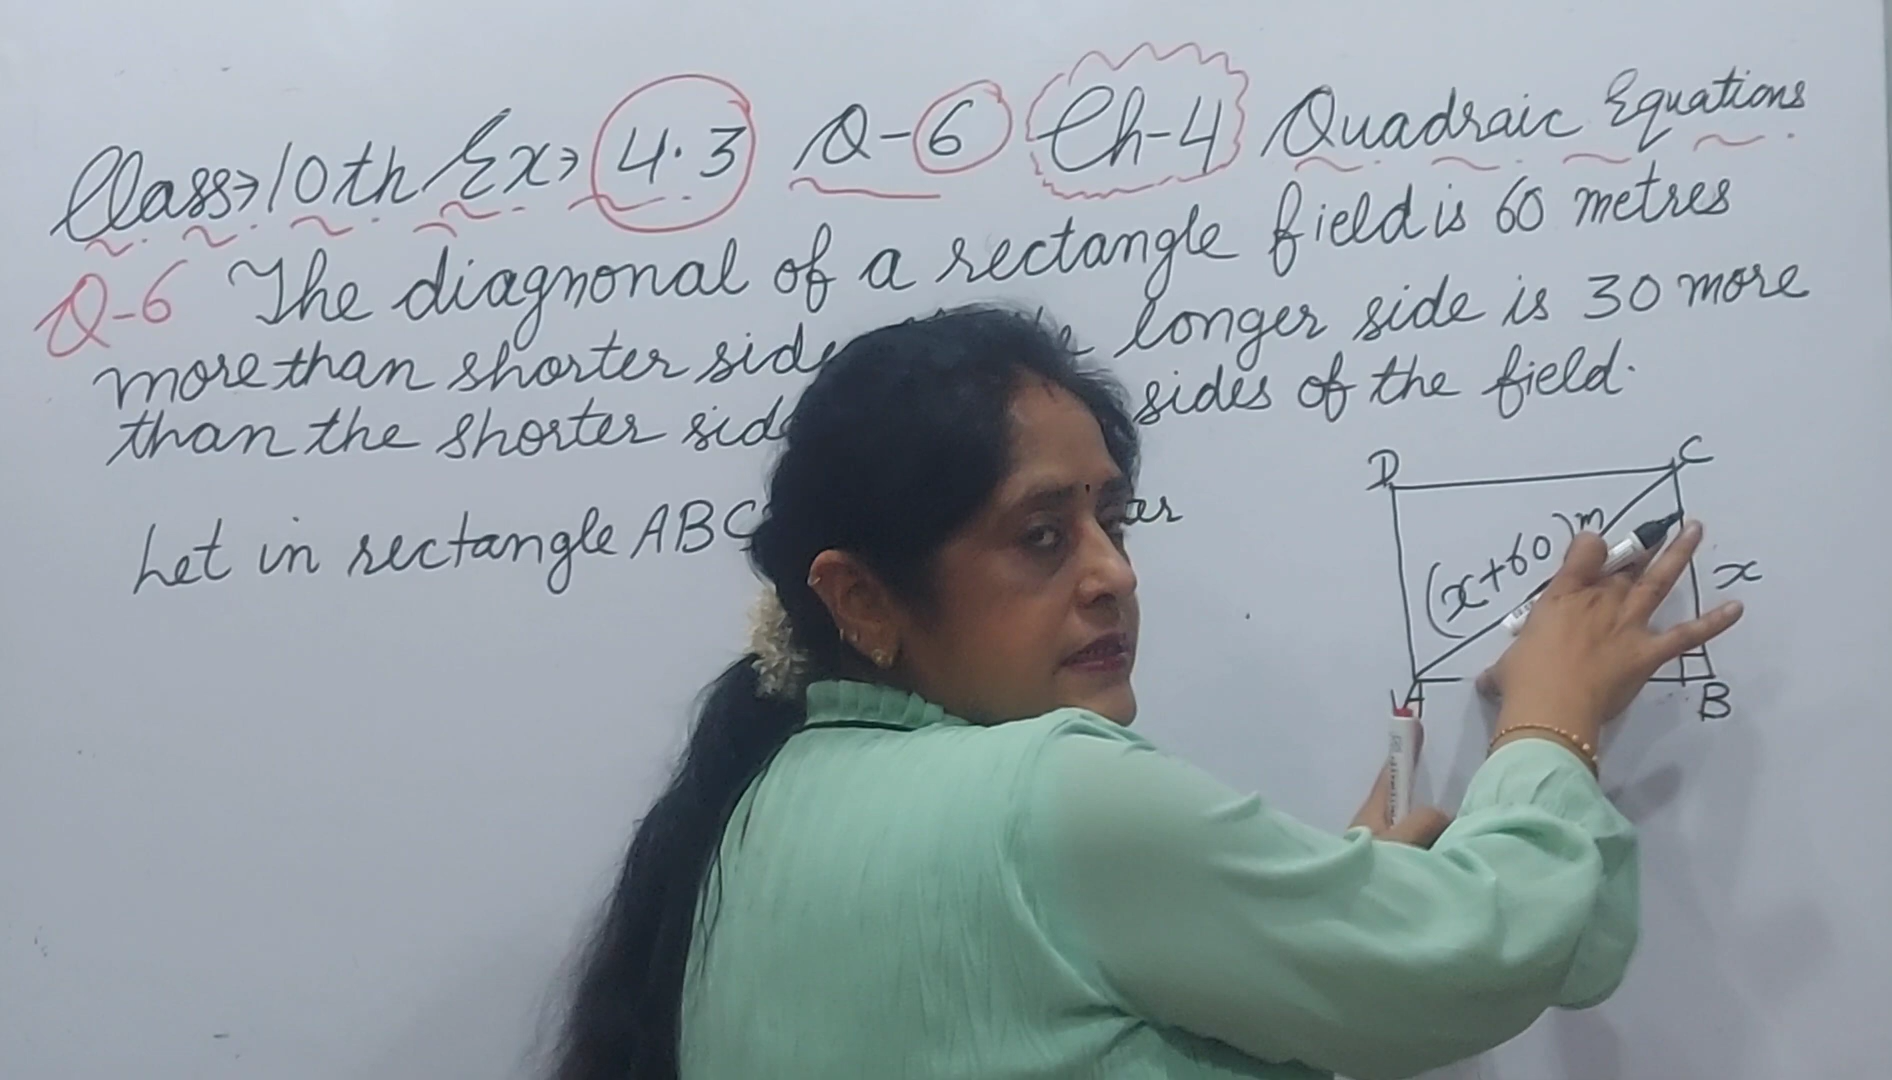 Class→10th Ex→ 4.3 Q-6 Ch-4 Quadraic Equations
Q-6 The diagnonal of a rectangle field is 60 metres
more than shorter side longer side is 30 more
than the shorter side sides of the field.
Let in rectangle ABC
D
C
(x+60)m
x
A
B